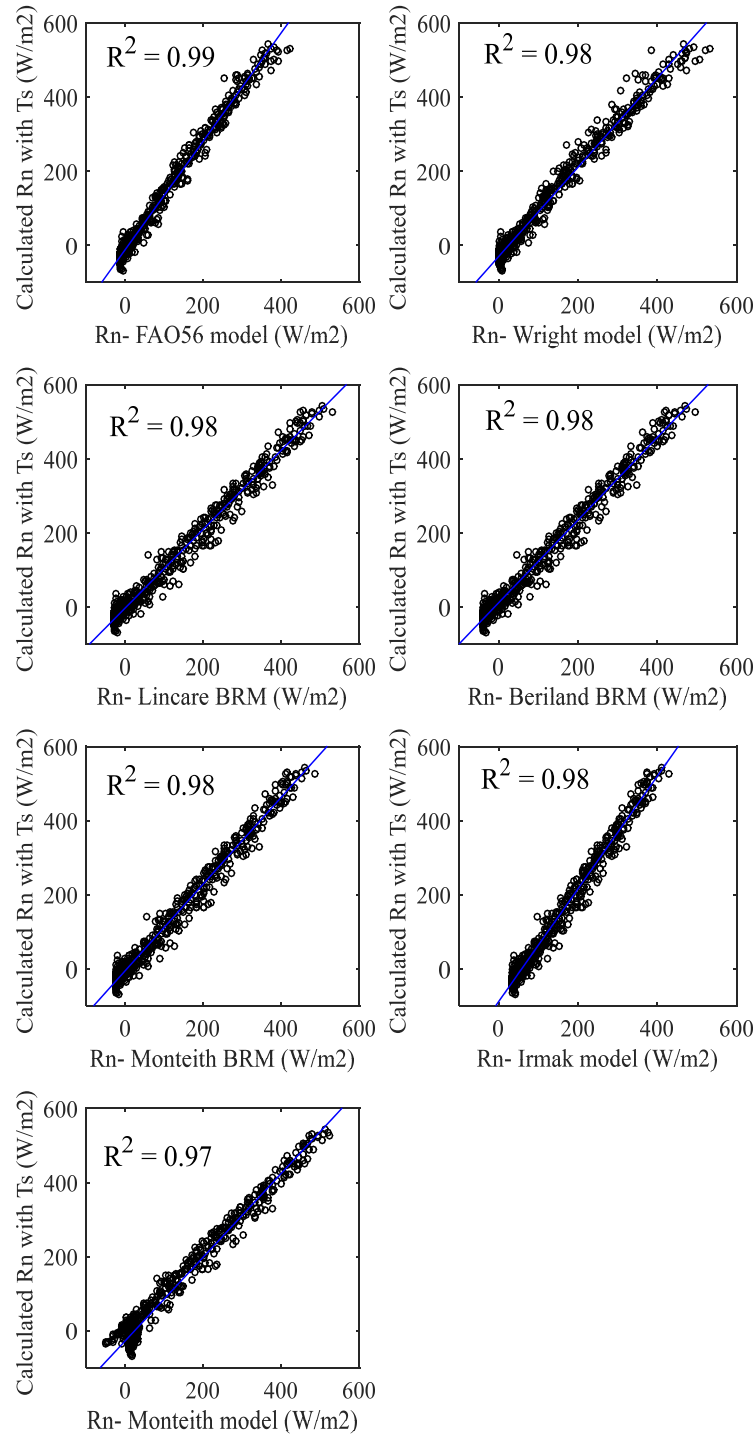 600
400
200
0
Calculated Rn with Ts (W/m2)
R2 = 0.99
0 200 400 600
Rn- FAO56 model (W/m2)
600
400
200
0
Calculated Rn with Ts (W/m2)
R2 = 0.98
0 200 400 600
Rn- Wright model (W/m2)
600
400
200
0
Calculated Rn with Ts (W/m2)
R2 = 0.98
0 200 400 600
Rn- Lincare BRM (W/m2)
600
400
200
0
Calculated Rn with Ts (W/m2)
R2 = 0.98
0 200 400 600
Rn- Beriland BRM (W/m2)
600
400
200
0
Calculated Rn with Ts (W/m2)
R2 = 0.98
0 200 400 600
Rn- Monteith BRM (W/m2)
600
400
200
0
Calculated Rn with Ts (W/m2)
R2 = 0.98
0 200 400 600
Rn- Irmak model (W/m2)
600
400
200
0
Calculated Rn with Ts (W/m2)
R2 = 0.97
0 200 400 600
Rn- Monteith model (W/m2)